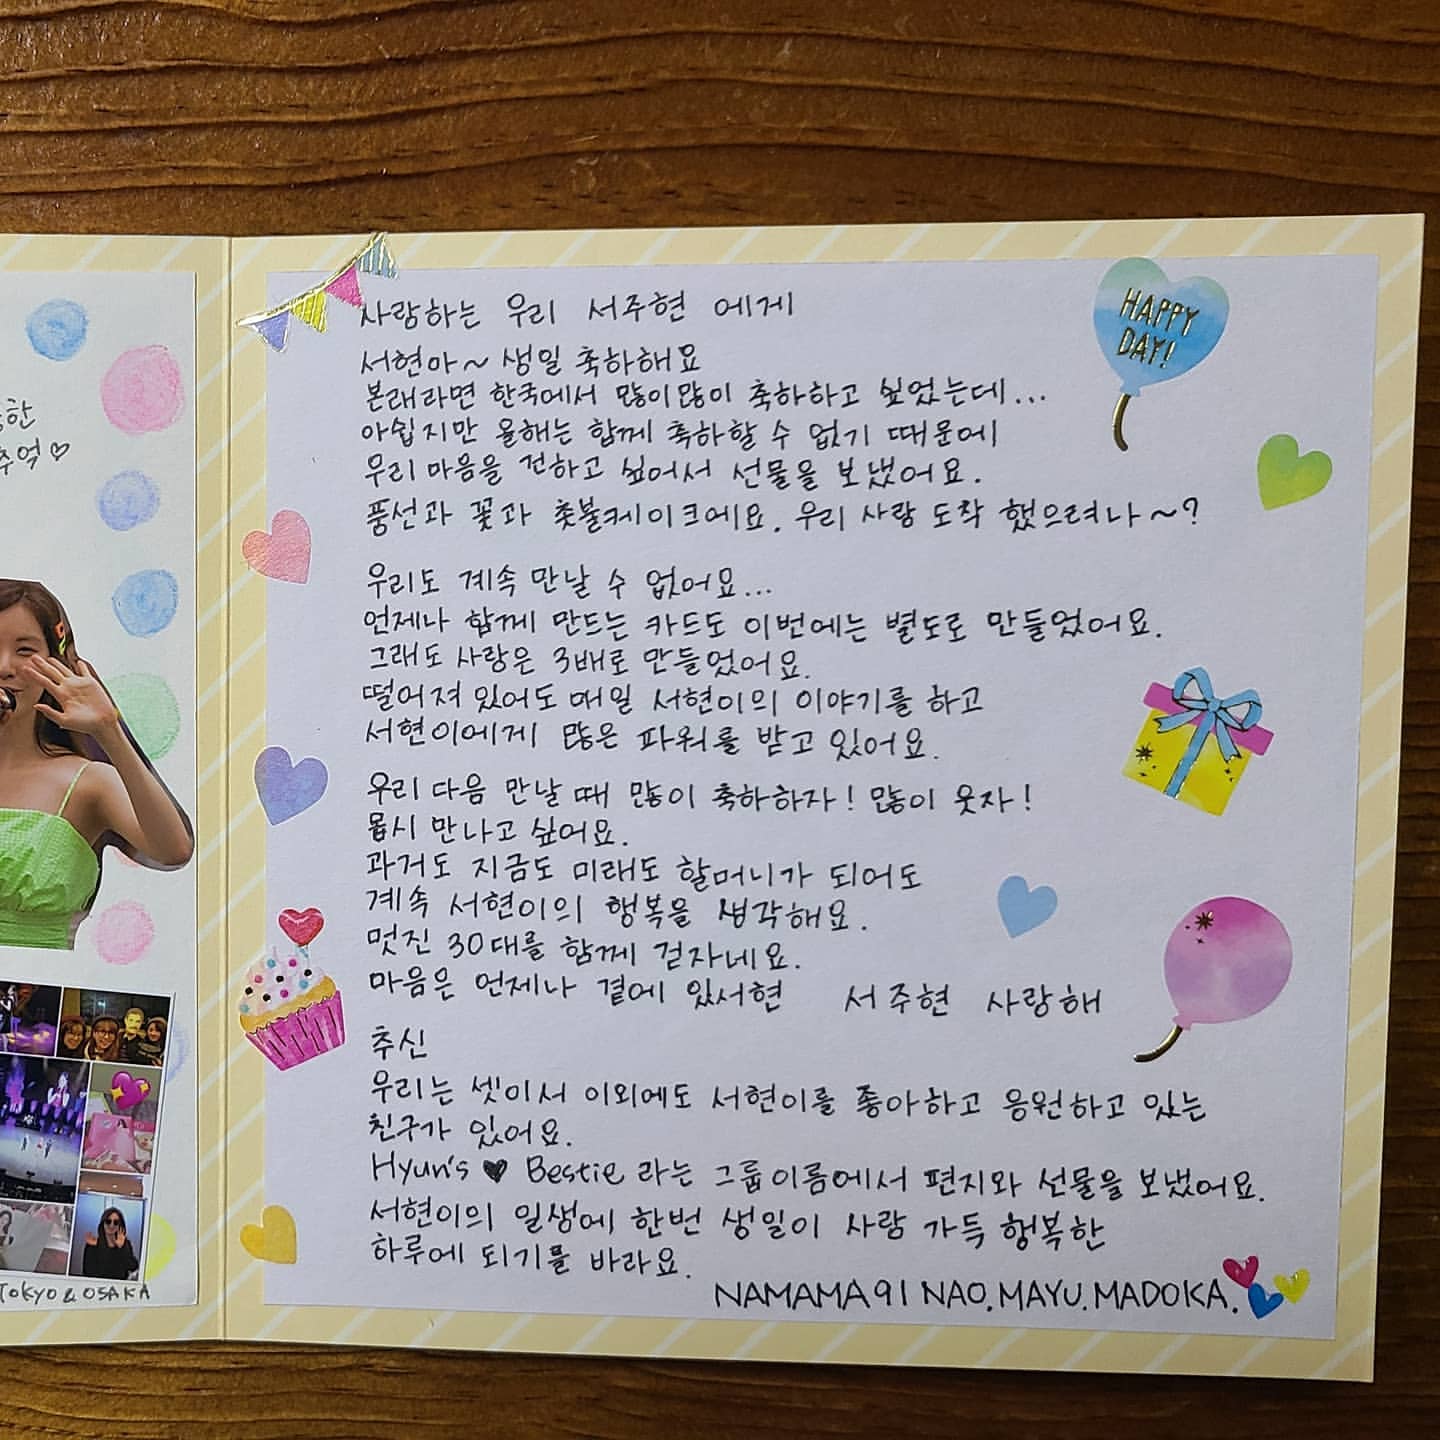 한
추억♡
TOKYO & OSAKA
사랑하는 우리 서주현 에게
서현아~ 생일 축하해요
본래라면 한국에서 많이많이 축하하고 싶었는데...
아쉽지만 올해는 함께 축하할 수 없기 때문에
우리 마음을 전하고 싶어서 선물을 보냈어요.
풍선과 꽃과 촛불케이크에요. 우리 사랑 도착 했으려나~?
우리도 계속 만날 수 없어요...
언제나 함께 만드는 카드도 이번에는 별도로 만들었어요.
그래도 사랑은 3배로 만들었어요.
떨어져 있어도 매일 서현이의 이야기를 하고
서현이에게 많은 파워를 받고 있어요.
우리 다음 만날 때 많이 축하하자! 많이 웃자!
몹시 만나고 싶어요.
과거도 지금도 미래도 할머니가 되어도
계속 서현이의 행복을 생각해요.
멋진 30대를 함께 걷자네요.
마음은 언제나 곁에 있서현 서주현 사랑해
추신
우리는 셋이서 이외에도 서현이를 좋아하고 응원하고 있는
친구가 있어요.
Hyun's ♥ Bestie 라는 그룹이름에서 편지와 선물을 보냈어요.
서현이의 일생에 한번 생일이 사랑 가득 행복한
하루에 되기를 바라요.
NAMAMA91 NAO.MAYU.MADOKA.
HAPPY
DAY!